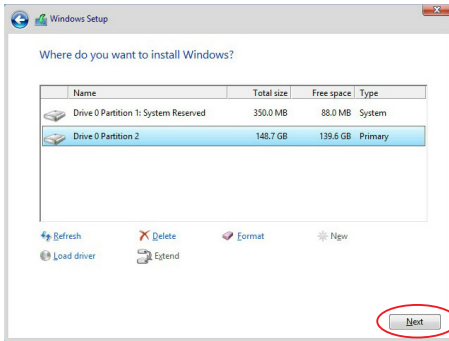 Windows Setup
Where do you want to install Windows?
Name Total size Free space Type
Drive 0 Partition 1: System Reserved 350.0 MB 88.0 MB System
Drive 0 Partition 2 148.7 GB 139.6 GB Primary
Refresh Delete Format New
Load driver Extend
Next